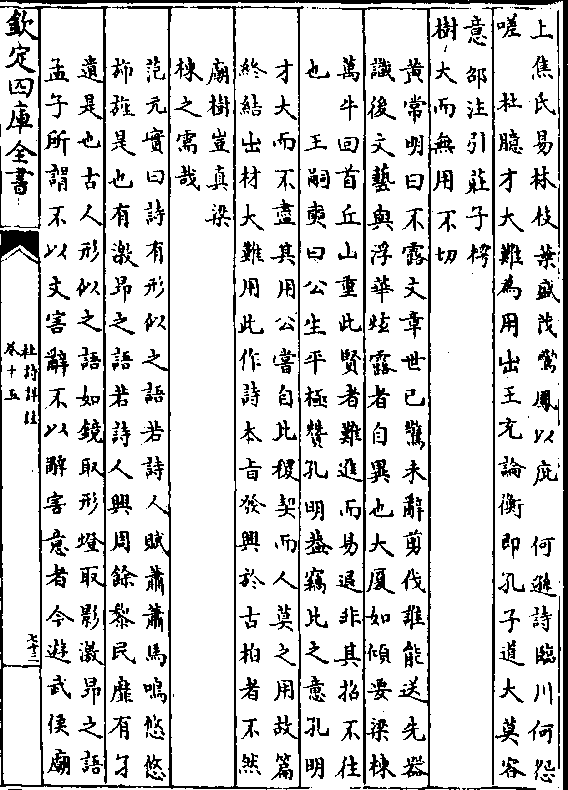 上焦氏易林枝葉盛茂鸞鳳以庇　何遜詩臨川何怨
嗟　杜臆才大難為用出王充論衡即孔子道大莫容
意邵注引莊子樗
樹大而無用不切
黄常明曰不露文章世已驚未辭剪伐誰能送先器
識後文藝與浮華炫露者自異也大厦如傾要梁棟
萬牛回首丘山重此賢者難進而易退非其招不往
也　王嗣奭曰公生平極贊孔明葢竊比之意孔明
才大而不盡其用公嘗自比稷契而人莫之用故篇
終結出材大難用此作詩本旨發興於古柏者不然
廟樹豈真梁
棟之需哉
范元實曰詩有形似之語若詩人賦蕭蕭馬鳴悠悠
斾旌是也有激昂之語若詩人興周餘黎民靡有孑
遺是也古人形似之語如鏡取形燈取影激昂之語
孟子所謂不以文害辭不以辭害意者今遊武侯廟
欽定四庫全書
杜詩詳註
卷十五
七十二